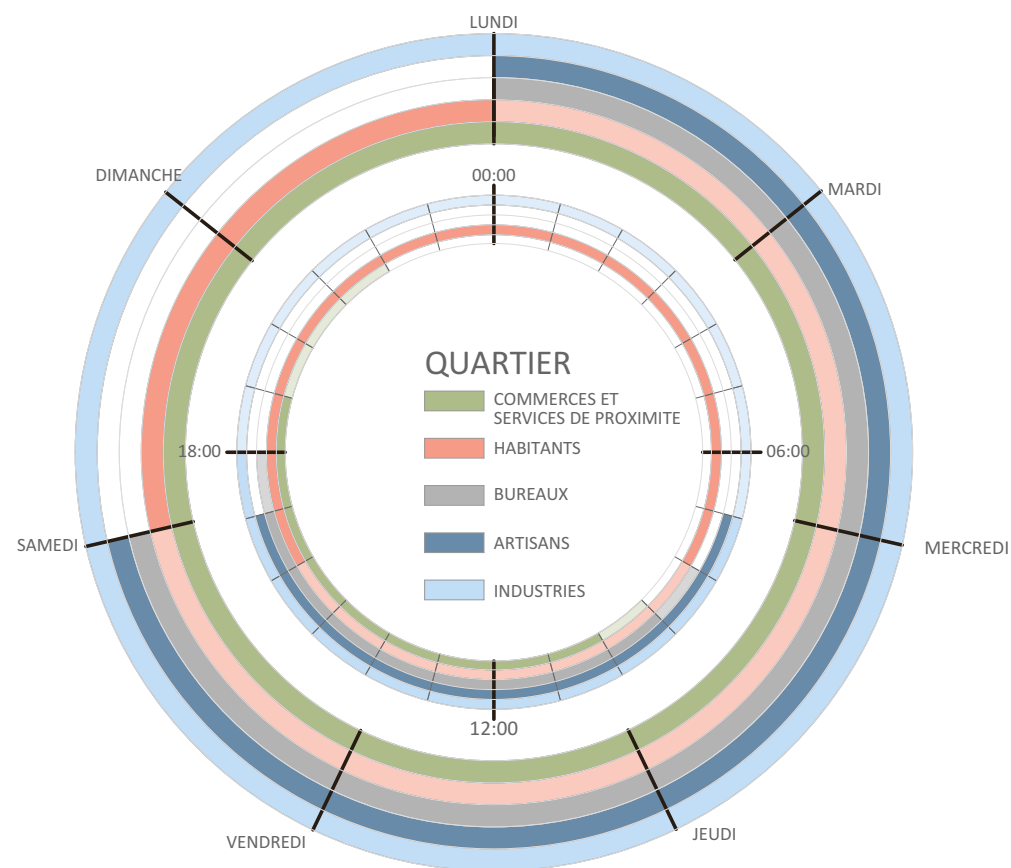 LUNDI
DIMANCHE
00:00
MARDI
QUARTIER
COMMERCES ET
SERVICES DE PROXIMITE
18:00
HABITANTS
06:00
BUREAUX
SAMEDI
ARTISANS
MERCREDI
INDUSTRIES
12:00
VENDREDI
JEUDI